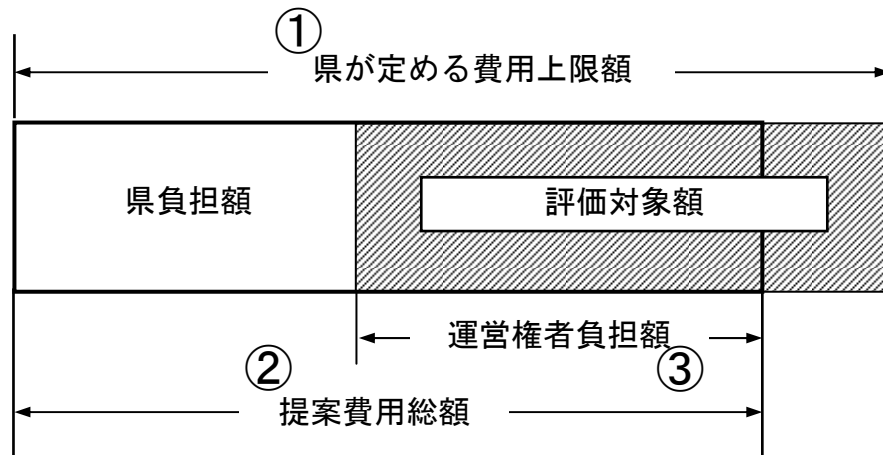 ①
県が定める費用上限額
県負担額
評価対象額
運営権者負担額
②
③
提案費用総額